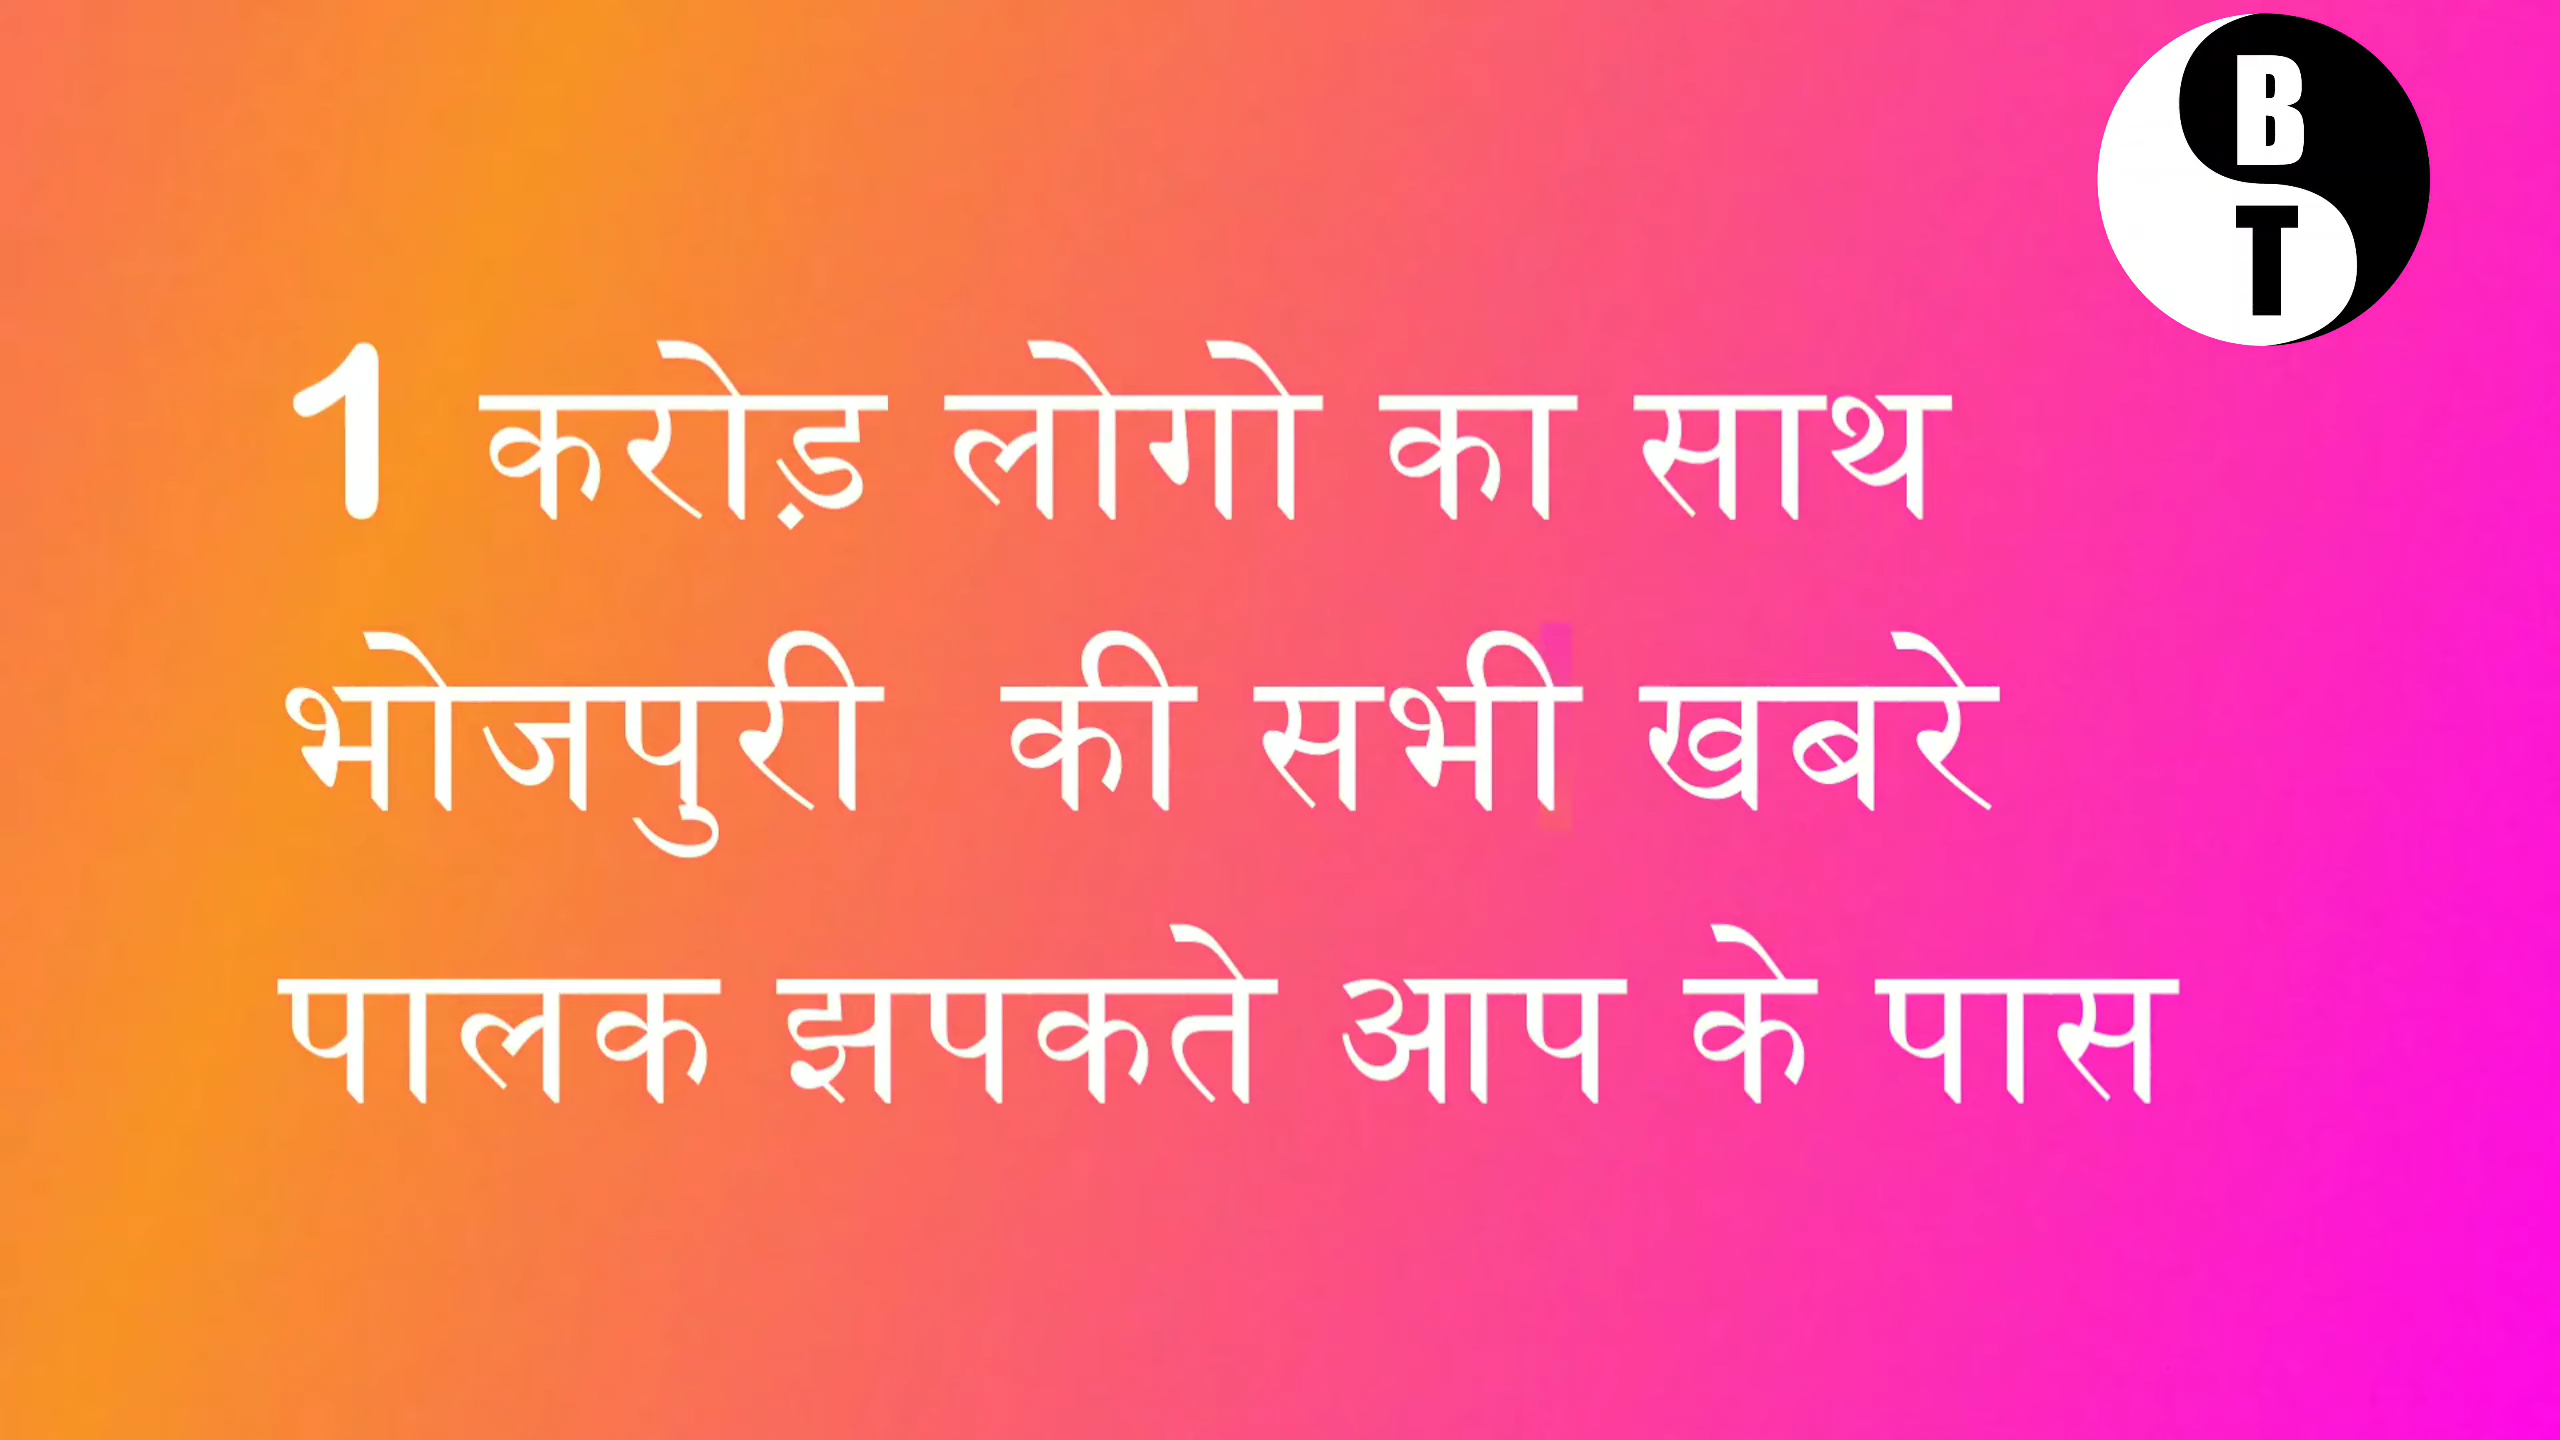 B
T
1 करोड़ लोगो का साथ
भोजपुरी की सभी खबरे
पालक झपकते आप के पास